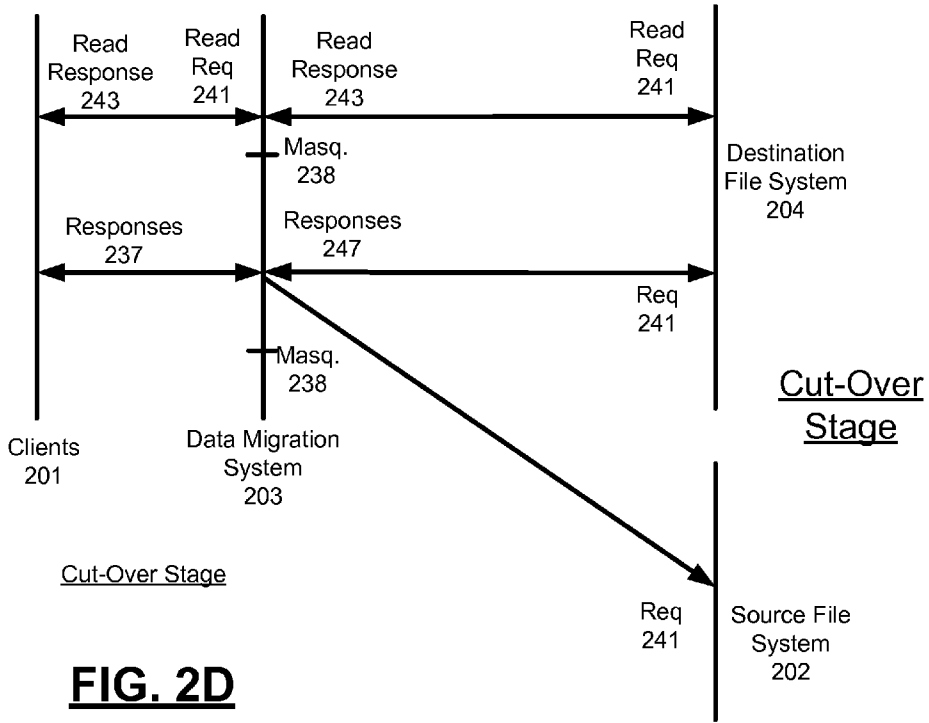 Read
Response
243
Read
Req
241
Read
Response
243
Read
Req
241
Masq.
238
Destination
File System
204
Responses
237
Responses
247
Req
241
Masq.
238
Cut-Over
Stage
Clients
201
Data Migration
System
203
Cut-Over Stage
Req
241
Source File
System
202
FIG. 2D